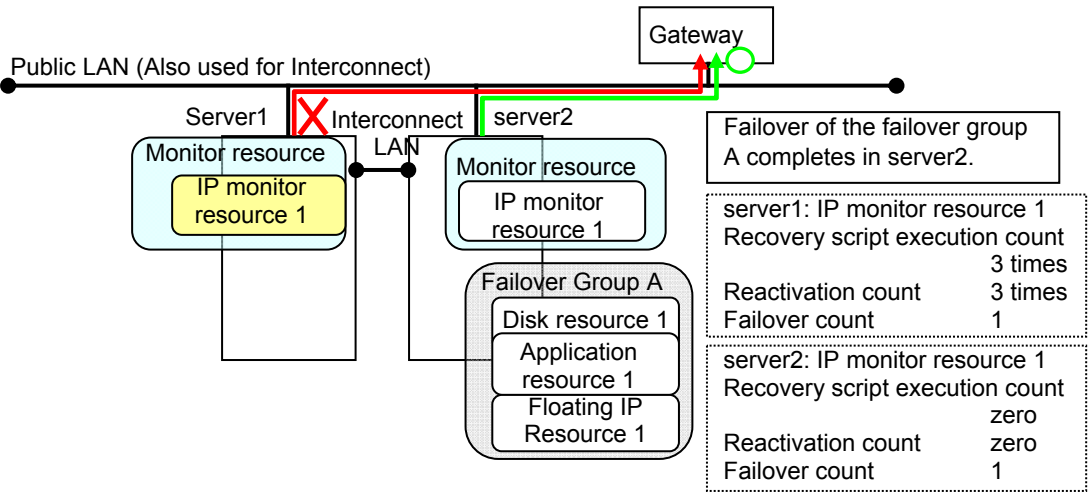 Gateway
Public LAN (Also used for Interconnect)
Server1
Interconnect
LAN
server2
Monitor resource
IP monitor
resource 1
Monitor resource
IP monitor
resource 1
Failover Group A
Disk resource 1
Application
resource 1
Floating IP
Resource 1
Failover of the failover group
A completes in server2.
server1: IP monitor resource 1
Recovery script execution count
3 times
Reactivation count 3 times
Failover count 1
server2: IP monitor resource 1
Recovery script execution count
zero
Reactivation count zero
Failover count 1